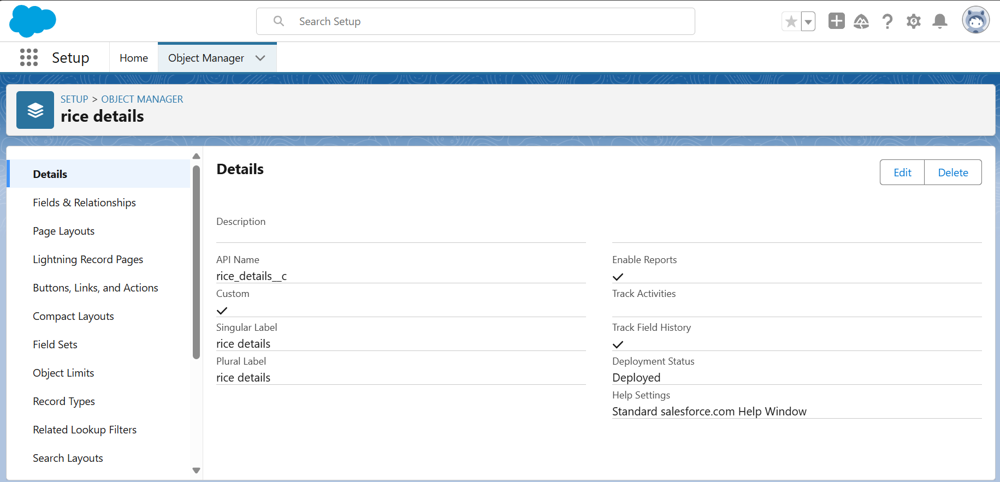 Search Setup
Setup
Home
Object Manager
SETUP > OBJECT MANAGER
rice details
Details
Fields & Relationships
Page Layouts
Lightning Record Pages
Buttons, Links, and Actions
Compact Layouts
Field Sets
Object Limits
Record Types
Related Lookup Filters
Search Layouts
Details
Edit
Delete
Description
API Name
rice_details__c
Custom
Singular Label
rice details
Plural Label
rice details
Enable Reports
Track Activities
Track Field History
Deployment Status
Deployed
Help Settings
Standard salesforce.com Help Window